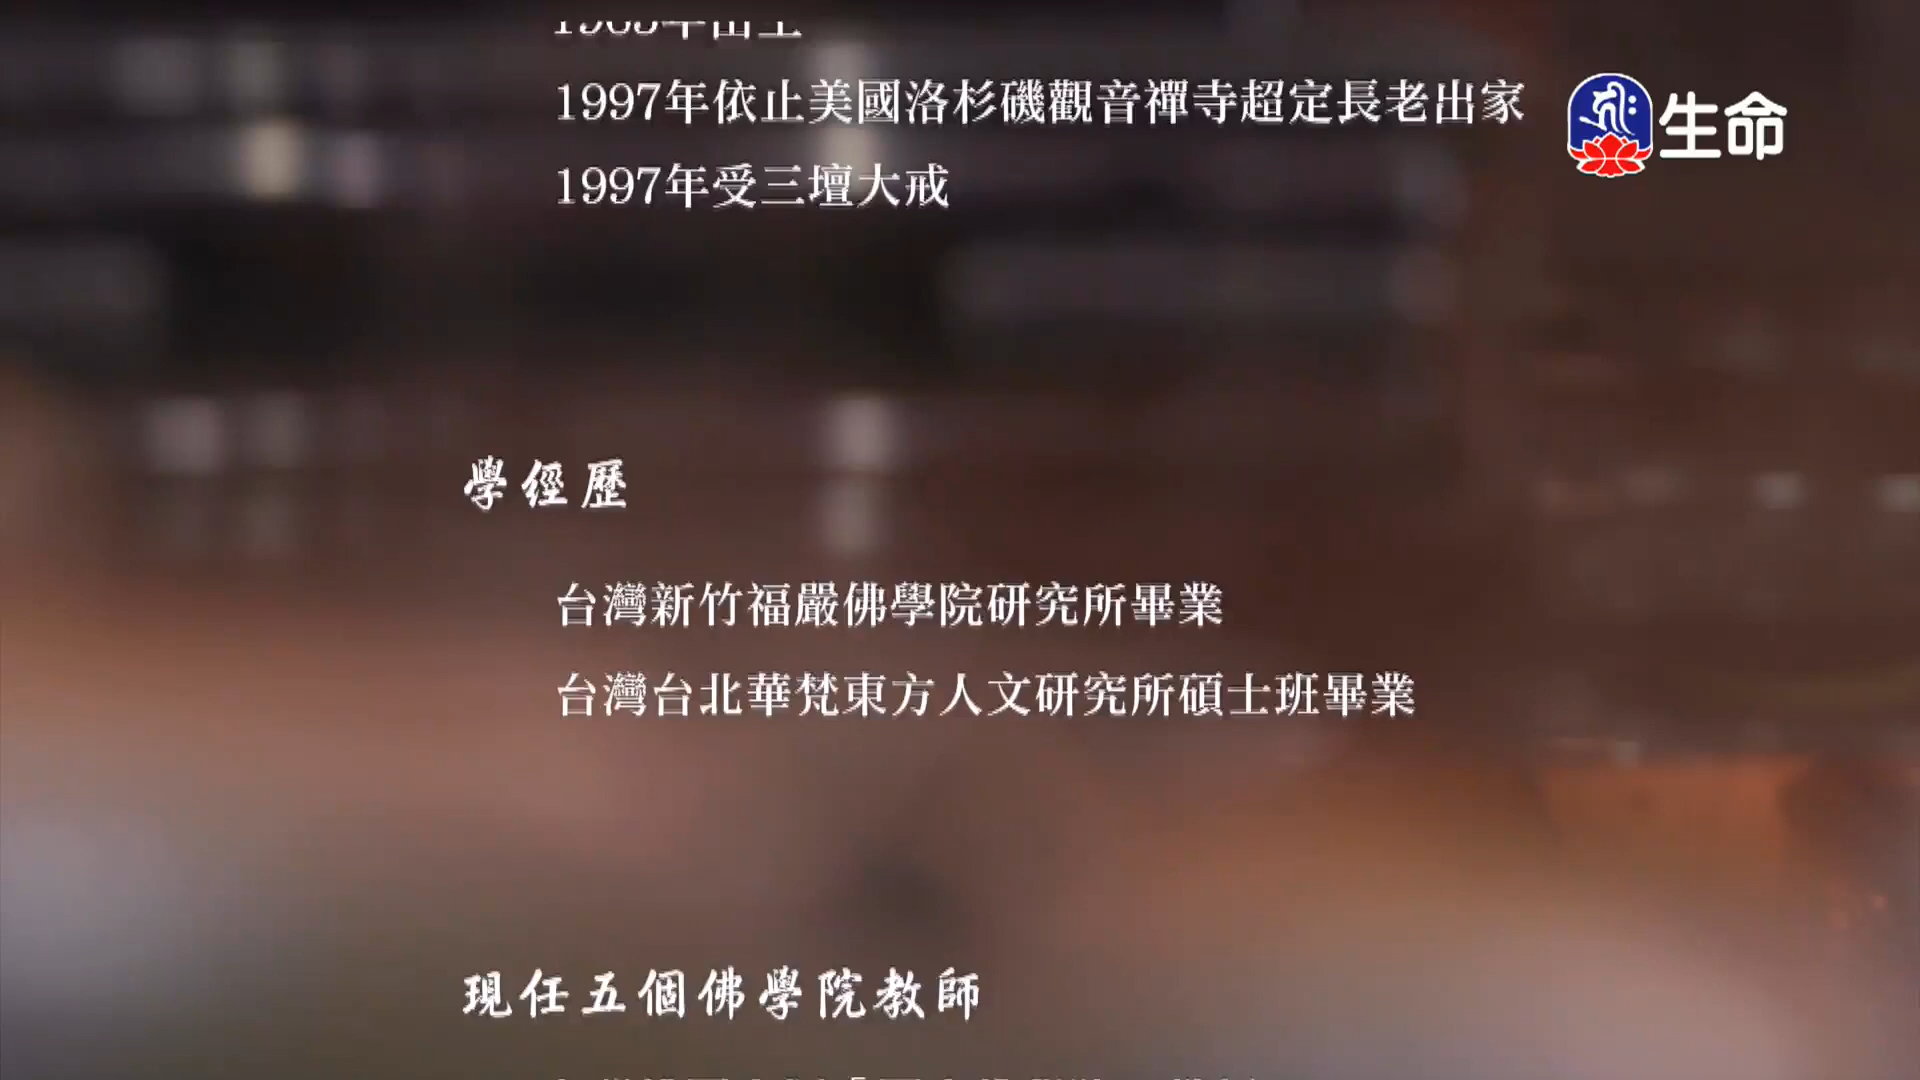 1997年依止美國洛杉磯觀音禪寺超定長老出家
生命
1997年受三壇大戒
學經歷
台灣新竹福嚴佛學院研究所畢業
台灣台北華梵東方人文研究所碩士班畢業
現任五個佛學院教師